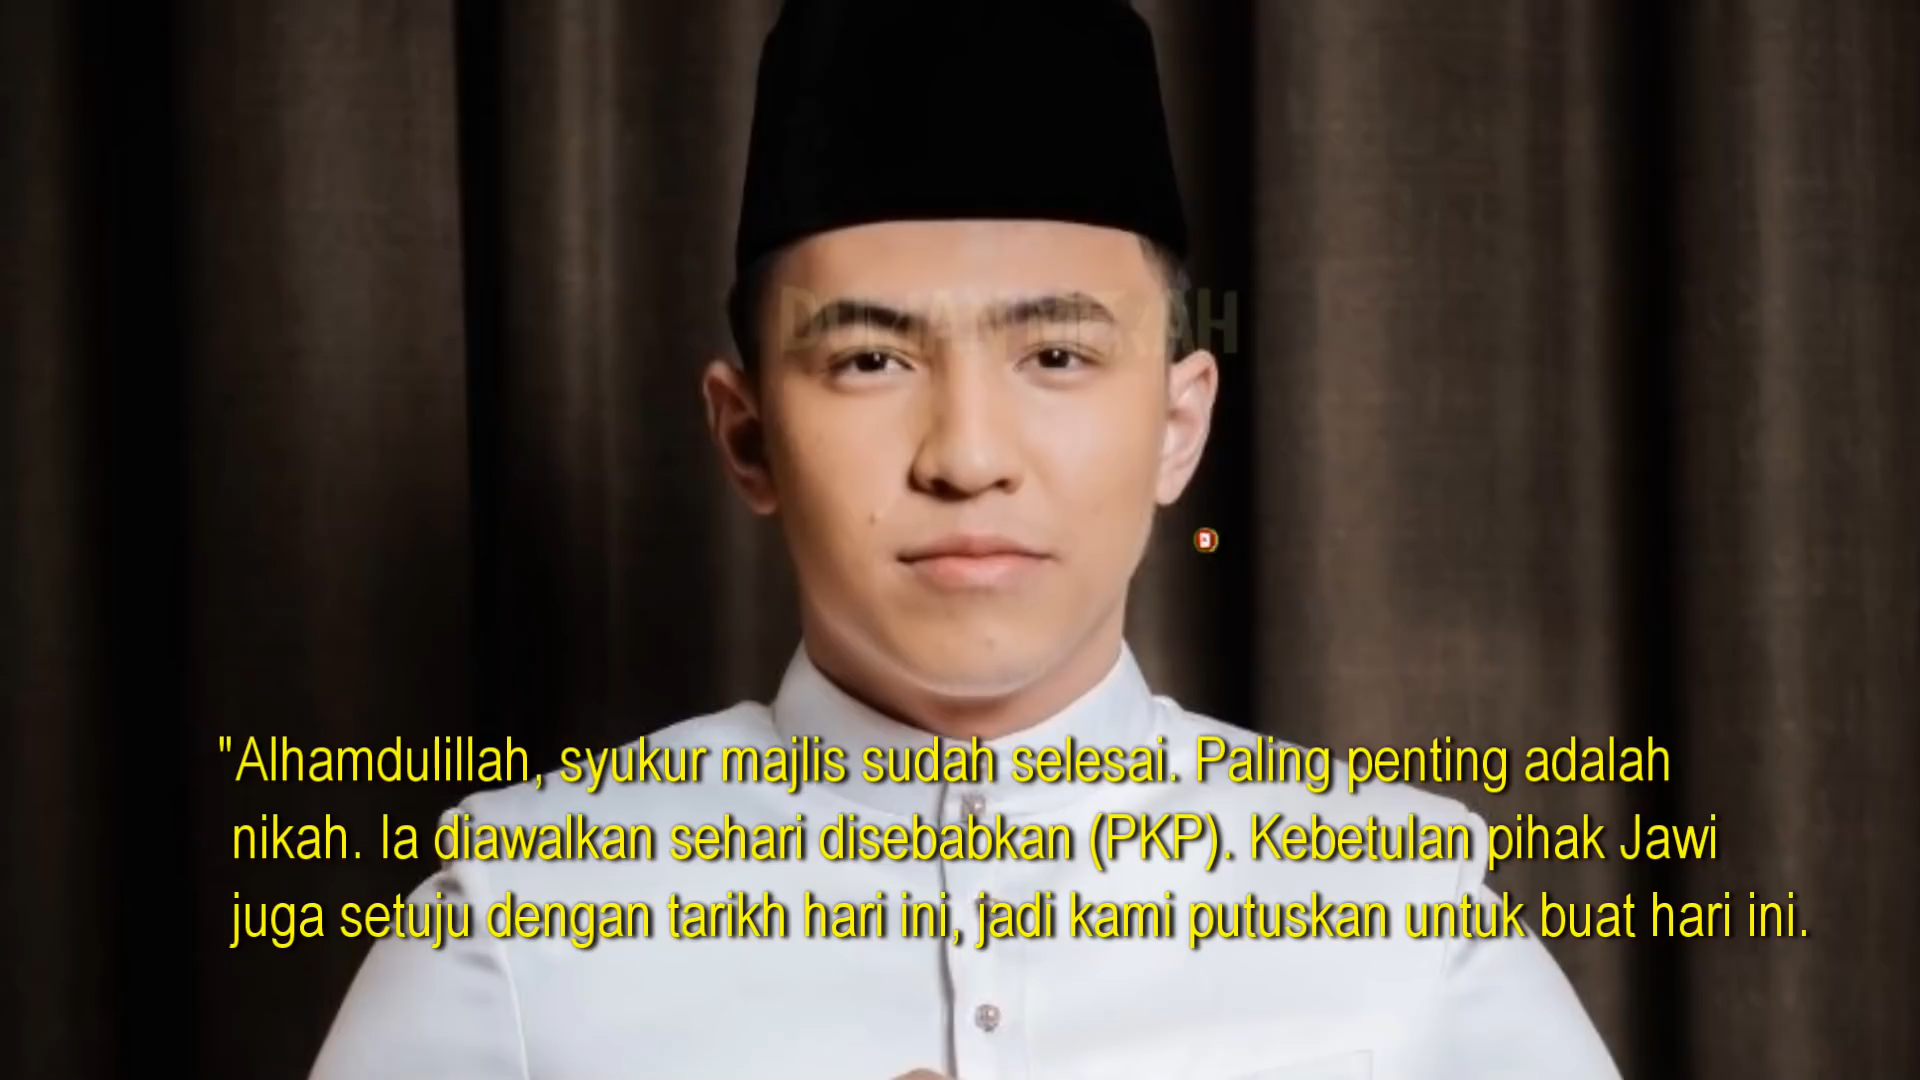 "Alhamdulillah, syukur majlis sudah selesai. Paling penting adalah
nikah. Ia diawalkan sehari disebabkan (PKP). Kebetulan pihak Jawi
juga setuju dengan tarikh hari ini, jadi kami putuskan untuk buat hari ini.